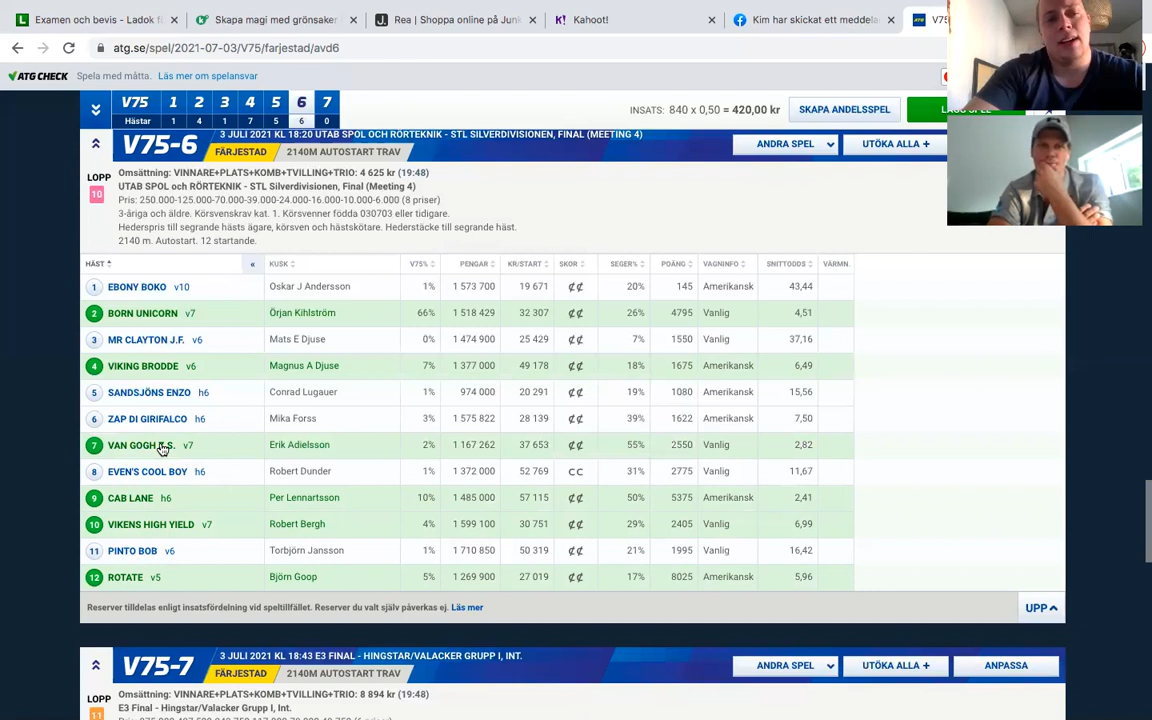 Examen och bevis - Ladok f
Skapa magi med grönsaker
Rea | Shoppa online på Junk
Kahoot!
Kim har skickat ett meddela
V75
atg.se/spel/2021-07-03/V75/farjestad/avd6
ATG CHECK Spela med måtta. Läs mer om spelansvar
V75 1 2 3 4 5 6 7
Hästar 1 4 1 7 5 6 0
INSATS: 840 x 0,50 = 420,00 kr SKAPA ANDELSSPEL
V75-6 3 JULI 2021 KL 18:20 UTAB SPOL OCH RÖRTEKNIK - STL SILVERDIVISIONEN, FINAL (MEETING 4)
FÄRJESTAD 2140M AUTOSTART TRAV
ANDRA SPEL UTÖKA ALLA +
LOPP
10
Omsättning: VINNARE+PLATS+KOMB+TVILLING+TRIO: 4 625 kr (19:48)
UTAB SPOL och RÖRTEKNIK - STL Silverdivisionen, Final (Meeting 4)
Pris: 250.000-125.000-70.000-39.000-24.000-16.000-10.000-6.000 (8 priser)
3-åriga och äldre. Körsvenskrav kat. 1. Körsvenner födda 030703 eller tidigare.
Hederspris till segrande hästs ägare, körsven och hästskötare. Hederstäcke till segrande häst.
2140 m. Autostart. 12 startande.
HÄST « KUSK V75% PENGAR KR/START SKOR SEGER% POÄNG VAGNINFO SNITTODDS VÄRMN.
1 EBONY BOKO v10 Oskar J Andersson 1% 1 573 700 19 671 ¢¢ 20% 145 Amerikansk 43,44
2 BORN UNICORN v7 Örjan Kihlström 66% 1 518 429 32 307 ¢¢ 26% 4795 Vanlig 4,51
3 MR CLAYTON J.F. v6 Mats E Djuse 0% 1 474 900 25 429 ¢¢ 7% 1550 Vanlig 37,16
4 VIKING BRODDE v6 Magnus A Djuse 7% 1 377 000 49 178 ¢¢ 18% 1675 Vanlig 6,49
5 SANDSJÖNS ENZO h6 Conrad Lugauer 1% 974 000 20 291 ¢¢ 19% 1080 Amerikansk 15,56
6 ZAP DI GIRIFALCO h6 Mika Forss 3% 1 575 822 28 139 ¢¢ 39% 1622 Amerikansk 7,50
7 VAN GOGH S. v7 Erik Adielsson 2% 1 167 262 37 653 ¢¢ 55% 2550 Vanlig 2,82
8 EVEN'S COOL BOY h6 Robert Dunder 1% 1 372 000 52 769 CC 31% 2775 Vanlig 11,67
9 CAB LANE h6 Per Lennartsson 10% 1 485 000 57 115 ¢¢ 50% 5375 Amerikansk 2,41
10 VIKENS HIGH YIELD v7 Robert Bergh 4% 1 599 100 30 751 ¢¢ 29% 2405 Vanlig 6,99
11 PINTO BOB v6 Torbjörn Jansson 1% 1 710 850 50 319 ¢¢ 21% 1995 Vanlig 16,42
12 ROTATE v5 Björn Goop 5% 1 269 900 27 019 ¢¢ 17% 8025 Amerikansk 5,96
Reserver tilldelas enligt insatsfördelning vid speltillfället. Reserver du valt själv påverkas ej. Läs mer
UPP
V75-7 3 JULI 2021 KL 18:43 E3 FINAL - HINGSTAR/VALACKER GRUPP I, INT.
FÄRJESTAD 2140M AUTOSTART TRAV
ANDRA SPEL UTÖKA ALLA + ANPASSA
LOPP
11
Omsättning: VINNARE+PLATS+KOMB+TVILLING+TRIO: 8 894 kr (19:48)
E3 Final - Hingstar/Valacker Grupp I, Int.